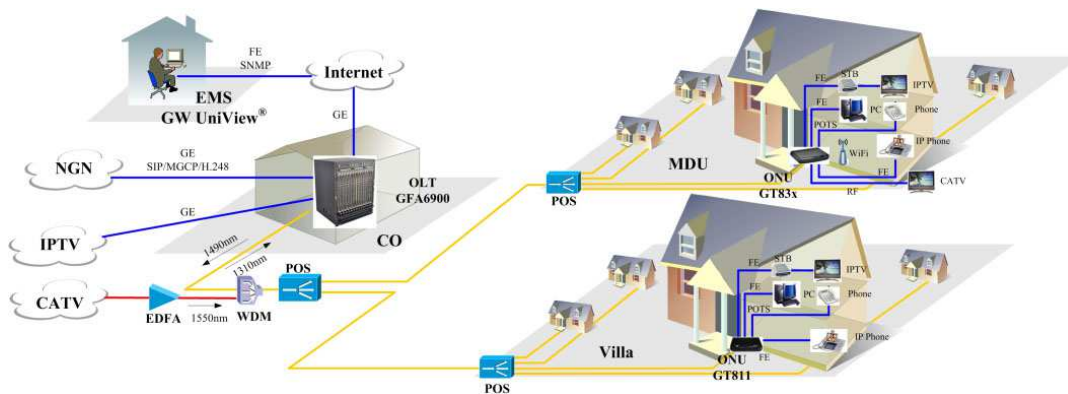 FE
SNMP
Internet
EMS
GW UniView®
GE
NGN
GE
SIP/MGCP/H.248
OLT
GFA6900
GE
IPTV
CO
1490nm
1310nm
CATV
EDFA
1550nm
WDM
POS
POS
MDU
FE
STB
IPTV
FE
PC
Phone
POTS
WiFi
IP Phone
FE
ONU
GT83x
RF
CATV
POS
Villa
FE
STB
IPTV
FE
PC
Phone
POTS
IP Phone
FE
ONU
GT811